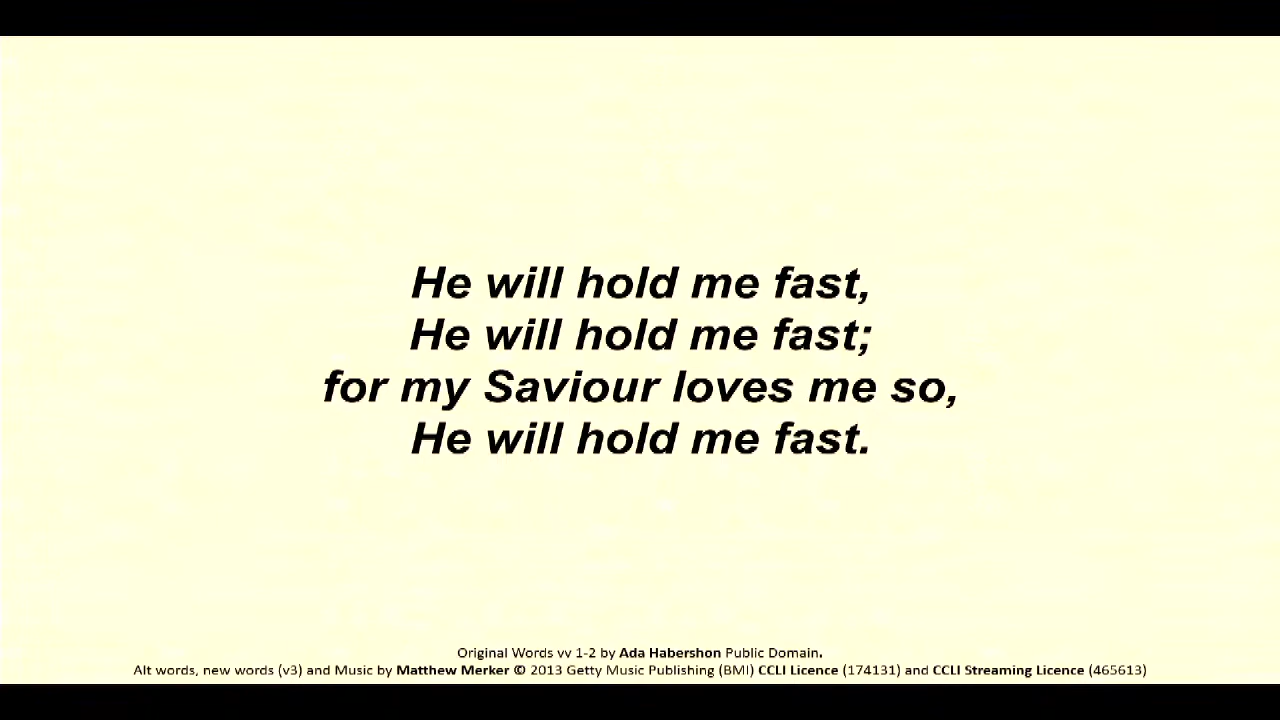 He will hold me fast,
He will hold me fast;
for my Saviour loves me so,
He will hold me fast.
Original Words vv 1-2 by Ada Habershon Public Domain.
Alt words, new words (v3) and Music by Matthew Merker © 2013 Getty Music Publishing (BMI) CCLI Licence (174131) and CCLI Streaming Licence (465613)